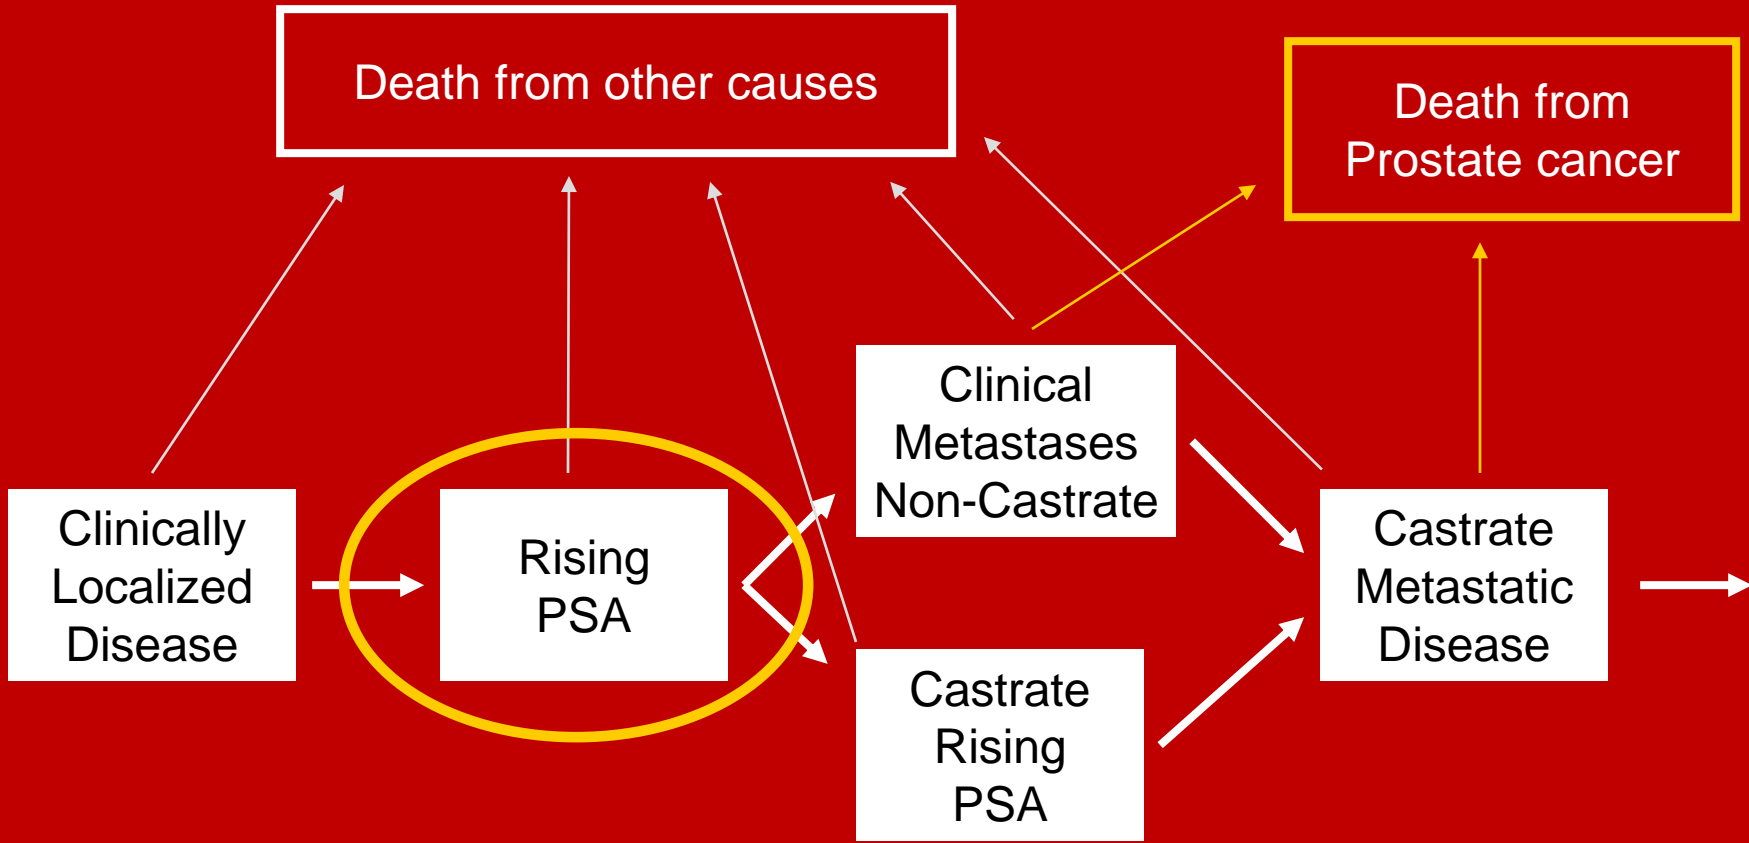 Death from other causes
Death from
Prostate cancer
Clinical
Metastases
Non-Castrate
Clinically
Localized
Disease
Rising
PSA
Castrate
Metastatic
Disease
Castrate
Rising
PSA